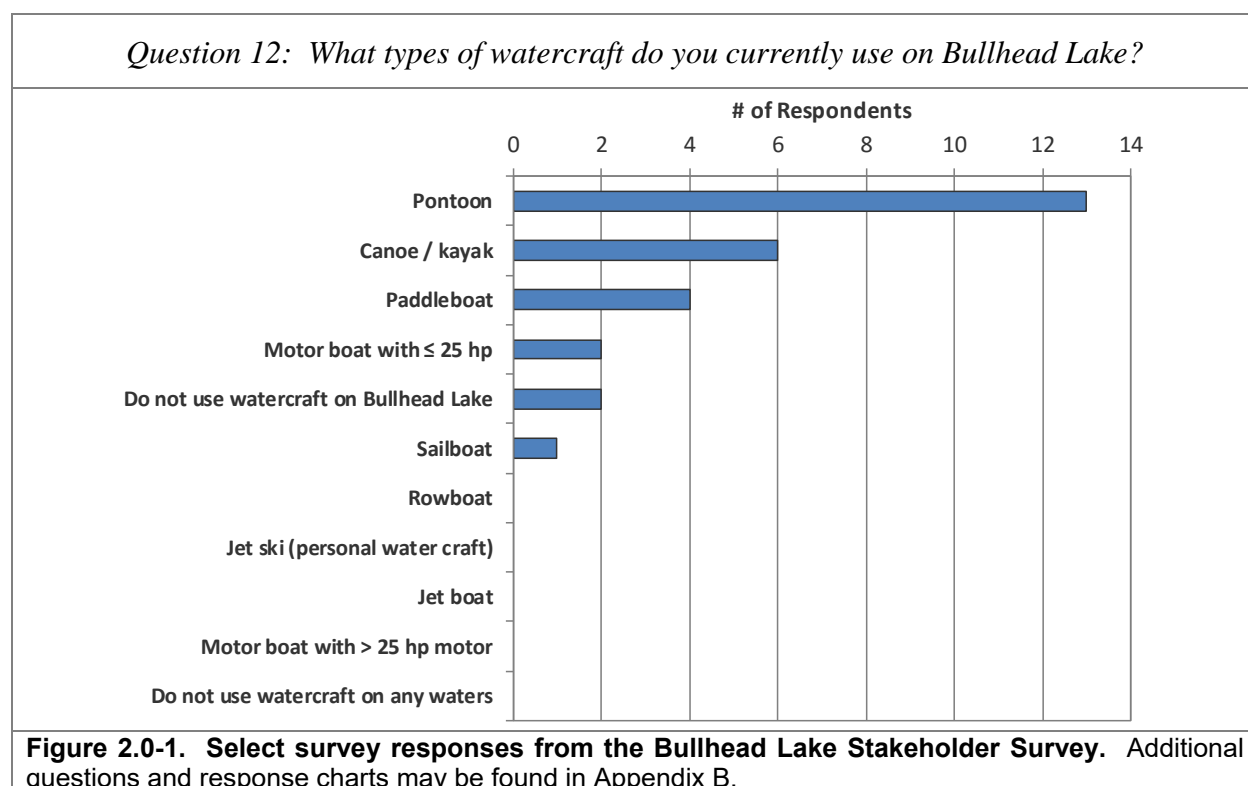 Question 12: What types of watercraft do you currently use on Bullhead Lake?
# of Respondents
0 2 4 6 8 10 12 14
Pontoon
Canoe / kayak
Paddleboat
Motor boat with ≤ 25 hp
Do not use watercraft on Bullhead Lake
Sailboat
Rowboat
Jet ski (personal water craft)
Jet boat
Motor boat with > 25 hp motor
Do not use watercraft on any waters
Figure 2.0-1. Select survey responses from the Bullhead Lake Stakeholder Survey. Additional
questions and response charts may be found in Appendix B.